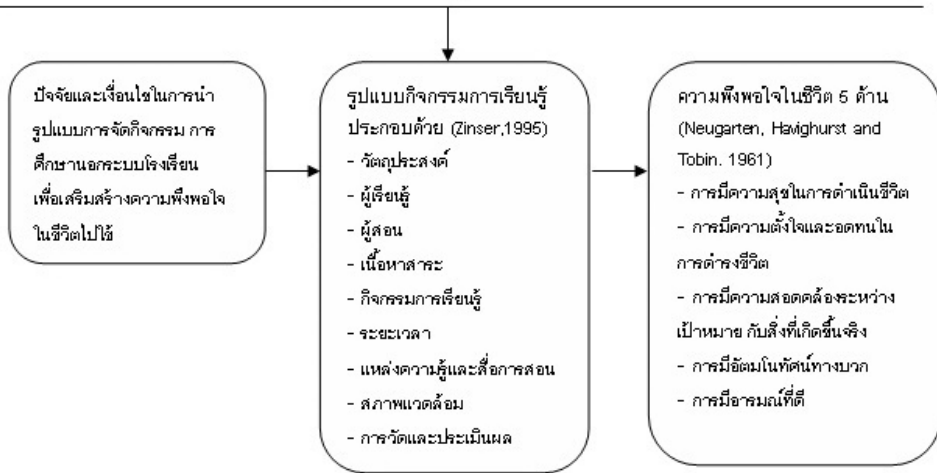 ปัจจัยและเงื่อนไขในการนำ
รูปแบบการจัดกิจกรรม การ
ศึกษานอกระบบโรงเรียน
เพื่อเสริมสร้างความพึงพอใจ
ในชีวิตไปใช้
รูปแบบกิจกรรมการเรียนรู้
ประกอบด้วย (Zinser,1995)
- วัตถุประสงค์
- ผู้เรียนรู้
- ผู้สอน
- เนื้อหาสาระ
- กิจกรรมการเรียนรู้
- ระยะเวลา
- แหล่งความรู้และสื่อการสอน
- สภาพแวดล้อม
- การวัดและประเมินผล
ความพึงพอใจในชีวิต 5 ด้าน
(Neugarten, Havighurst and
Tobin. 1961)
- การมีความสุขในการดำเนินชีวิต
- การมีความตั้งใจและอดทนใน
การดำรงชีวิต
- การมีความสอดคล้องระหว่าง
เป้าหมาย กับสิ่งที่เกิดขึ้นจริง
- การมีอัตมโนทัศน์ทางบวก
- การมีอารมณ์ที่ดี